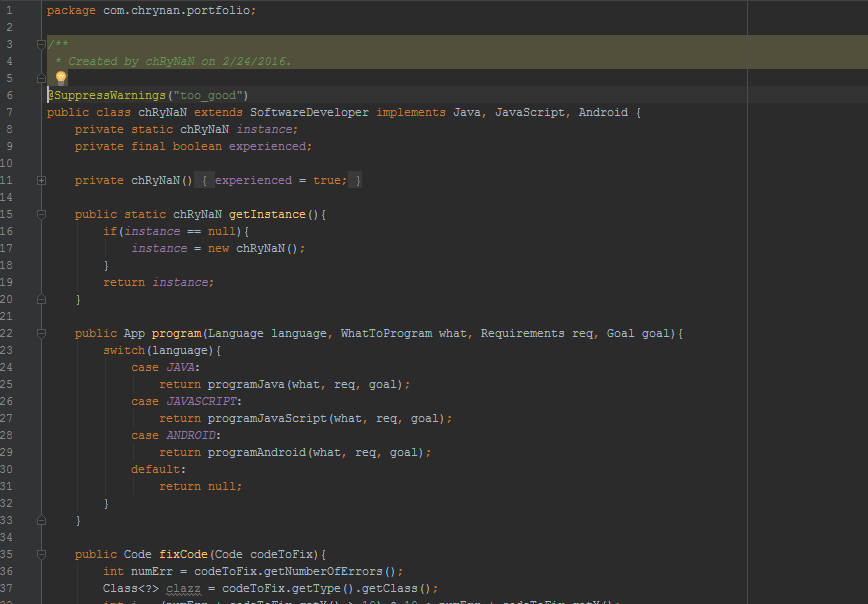 1 package com.chrynan.portfolio;
2
3 /**
4 * Created by chRyNaN on 2/24/2016.
5
6 @SuppressWarnings("too_good")
7 public class chRyNaN extends SoftwareDeveloper implements Java, JavaScript, Android {
8 private static chRyNaN instance;
9 private final boolean experienced;
10
11 private chRyNaN() { experienced = true; }
14
15 public static chRyNaN getInstance(){
16 if(instance == null){
17 instance = new chRyNaN();
18 }
19 return instance;
20 }
21
22 public App program(Language language, WhatToProgram what, Requirements req, Goal goal){
23 switch(language){
24 case JAVA:
25 return programJava(what, req, goal);
26 case JAVASCRIPT:
27 return programJavaScript(what, req, goal);
28 case ANDROID:
29 return programAndroid(what, req, goal);
30 default:
31 return null;
32 }
33 }
34
35 public Code fixCode(Code codeToFix){
36 int numErr = codeToFix.getNumberOfErrors();
37 Class<?> clazz = codeToFix.getType().getClass();